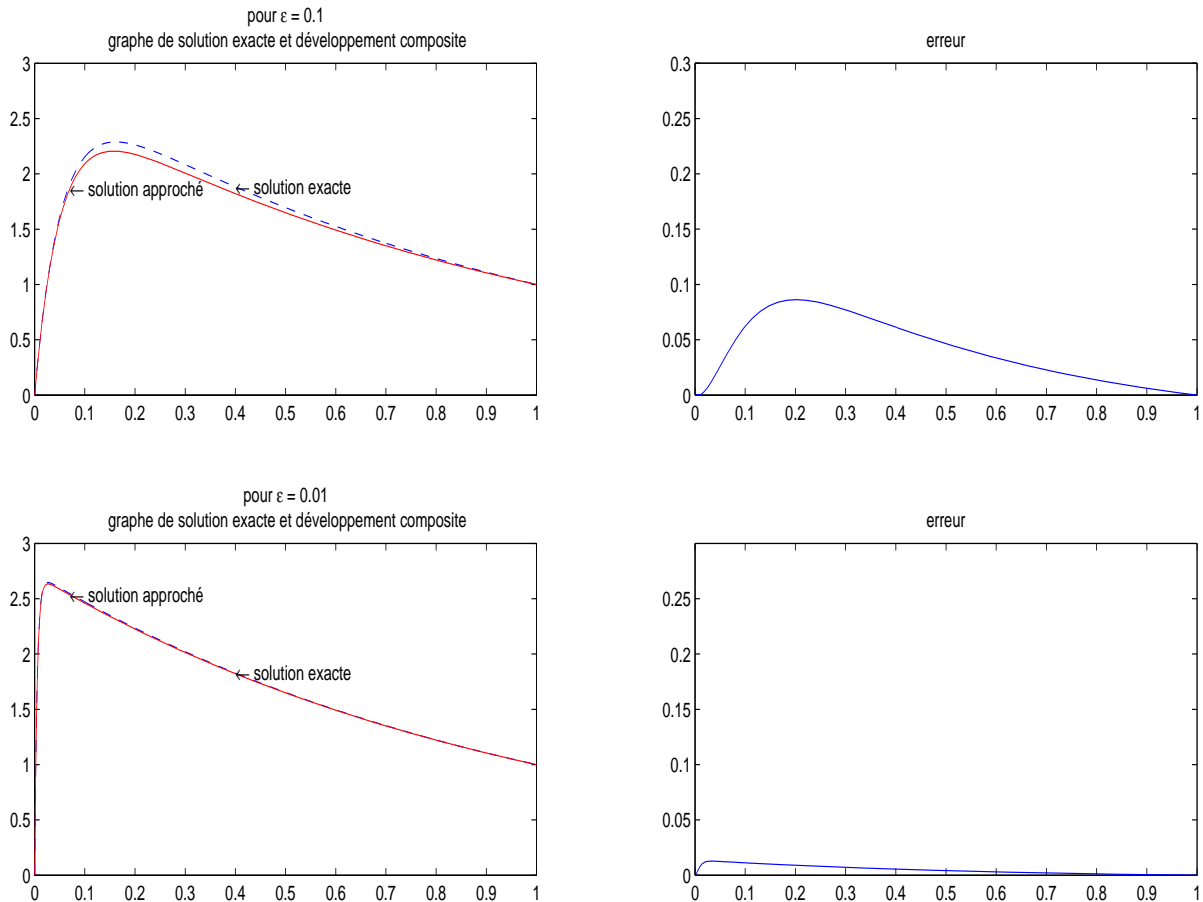 pour ε = 0.1
graphe de solution exacte et développement composite
3
2.5
2
1.5
1
0.5
0
← solution approché
← solution exacte
0 0.1 0.2 0.3 0.4 0.5 0.6 0.7 0.8 0.9 1
erreur
0.3
0.25
0.2
0.15
0.1
0.05
0
0 0.1 0.2 0.3 0.4 0.5 0.6 0.7 0.8 0.9 1
pour ε = 0.01
graphe de solution exacte et développement composite
3
2.5
2
1.5
1
0.5
0
← solution approché
← solution exacte
0 0.1 0.2 0.3 0.4 0.5 0.6 0.7 0.8 0.9 1
erreur
0.25
0.2
0.15
0.1
0.05
0
0 0.1 0.2 0.3 0.4 0.5 0.6 0.7 0.8 0.9 1